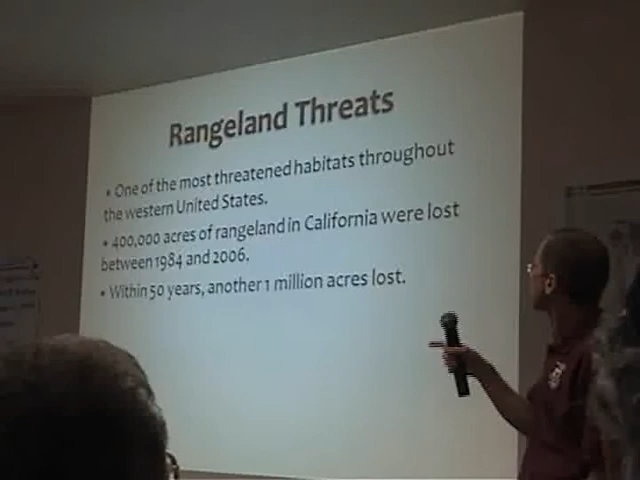 Rangeland Threats
• One of the most threatened habitats throughout
the western United States.
• 400,000 acres of rangeland in California were lost
between 1984 and 2006.
• Within 50 years, another 1 million acres lost.